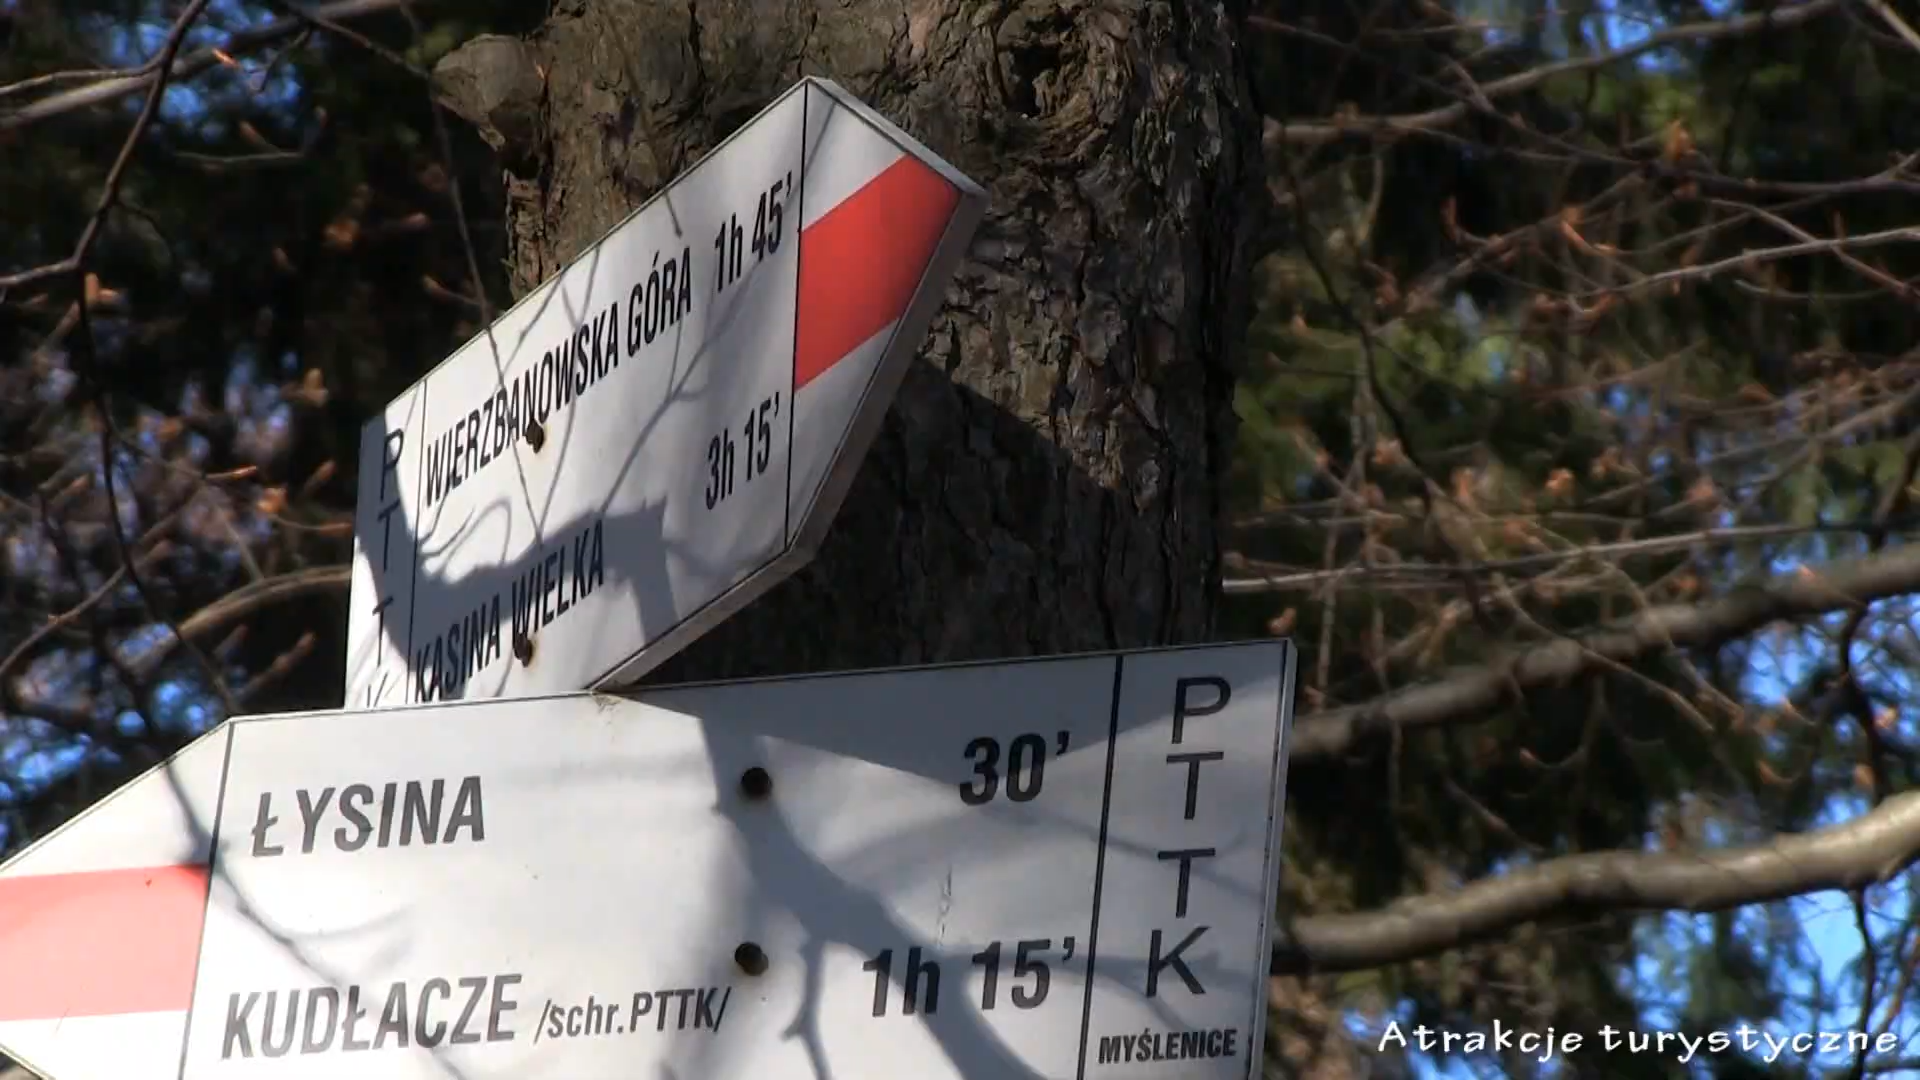 WIERZBANOWSKA GÓRA 1h 45'
KASINA WIELKA 3h 15'
PTTK
ŁYSINA 30'
KUDŁACZE /schr.PTTK/ 1h 15'
PTTK
MYŚLENICE
Atrakcje turystyczne